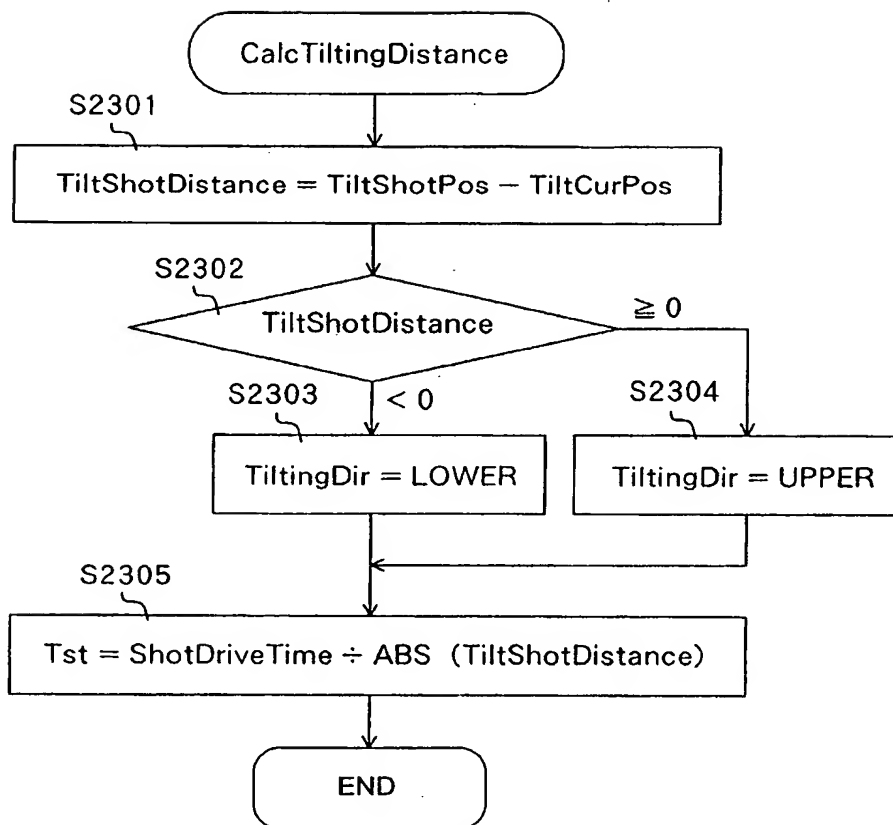 CalcTiltingDistance
S2301
TiltShotDistance = TiltShotPos − TiltCurPos
S2302
TiltShotDistance
≧ 0
< 0
S2303
TiltingDir = LOWER
S2304
TiltingDir = UPPER
S2305
Tst = ShotDriveTime ÷ ABS (TiltShotDistance)
END